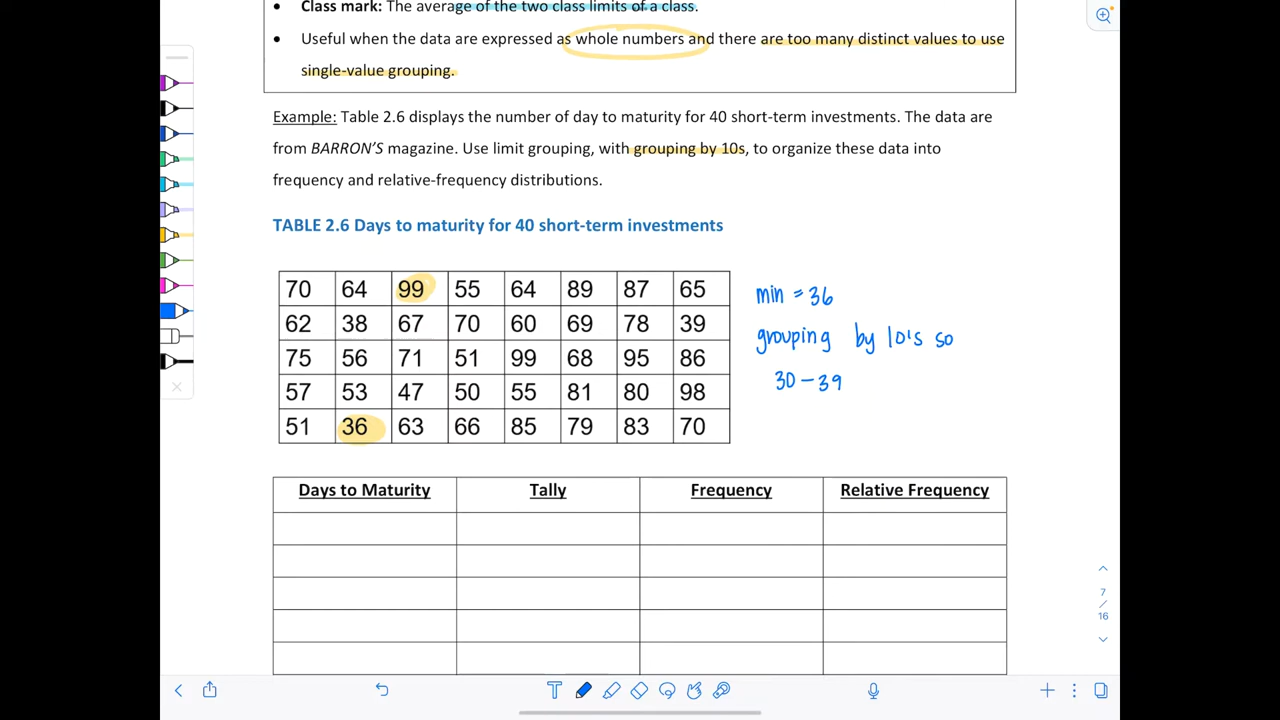 • Class mark: The average of the two class limits of a class.
• Useful when the data are expressed as whole numbers and there are too many distinct values to use
single-value grouping.
Example: Table 2.6 displays the number of day to maturity for 40 short-term investments. The data are
from BARRON'S magazine. Use limit grouping, with grouping by 10s, to organize these data into
frequency and relative-frequency distributions.
TABLE 2.6 Days to maturity for 40 short-term investments
70 64 99 55 64 89 87 65
62 38 67 70 60 69 78 39
75 56 71 51 99 68 95 86
57 53 47 50 55 81 80 98
51 36 63 66 85 79 83 70
min = 36
grouping by 10's so
30 - 39
Days to Maturity Tally Frequency Relative Frequency
7
/
16
T